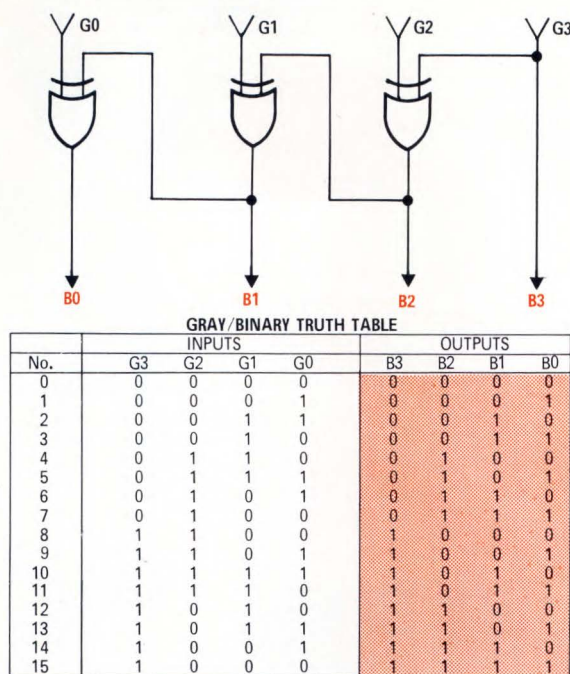 G0 G1 G2 G3
B0 B1 B2 B3
GRAY/BINARY TRUTH TABLE
INPUTS OUTPUTS
No. G3 G2 G1 G0 B3 B2 B1 B0
0 0 0 0 0 0 0 0 0
1 0 0 0 1 0 0 0 1
2 0 0 1 1 0 0 1 0
3 0 0 1 0 0 0 1 1
4 0 1 1 0 0 1 0 0
5 0 1 1 1 0 1 0 1
6 0 1 0 1 0 1 1 0
7 0 1 0 0 0 1 1 1
8 1 1 0 0 1 0 0 0
9 1 1 0 1 1 0 0 1
10 1 1 1 1 1 0 1 0
11 1 1 1 0 1 0 1 1
12 1 0 1 0 1 1 0 0
13 1 0 1 1 1 1 0 1
14 1 0 0 1 1 1 1 0
15 1 0 0 0 1 1 1 1